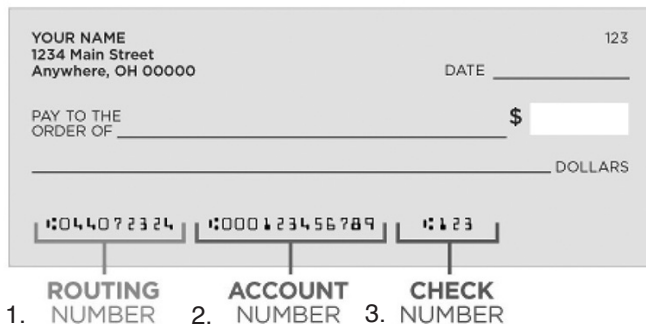 YOUR NAME 123
1234 Main Street
Anywhere, OH 00000
DATE
PAY TO THE
ORDER OF $
DOLLARS
⑆044072324 ⑆000123456789 ⑆123
ROUTING ACCOUNT CHECK
1. NUMBER 2. NUMBER 3. NUMBER